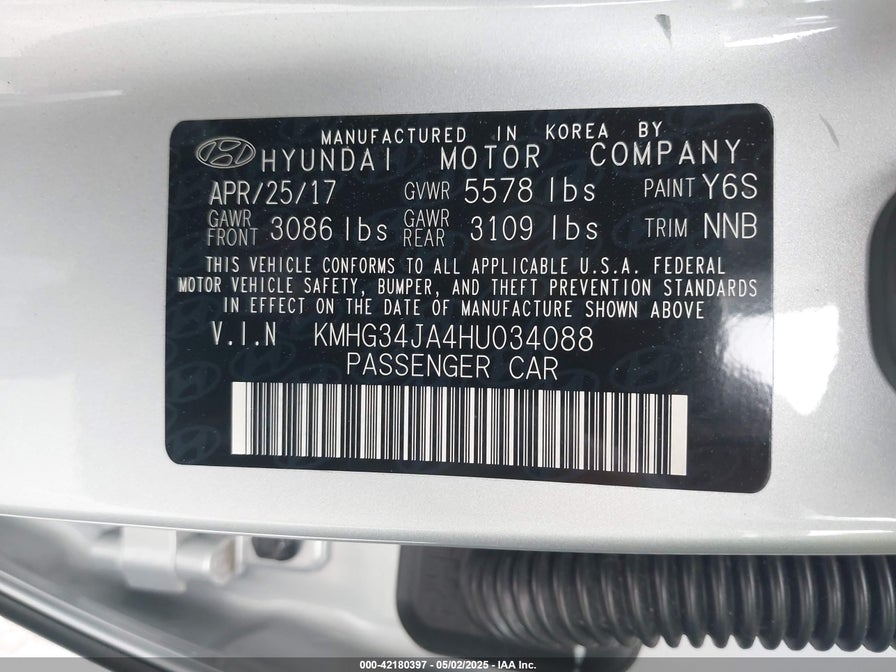 MANUFACTURED IN KOREA BY
HYUNDAI MOTOR COMPANY
APR/25/17 GVWR 5578 lbs PAINT Y6S
GAWR FRONT 3086 lbs GAWR REAR 3109 lbs TRIM NNB
THIS VEHICLE CONFORMS TO ALL APPLICABLE U.S.A. FEDERAL
MOTOR VEHICLE SAFETY, BUMPER, AND THEFT PREVENTION STANDARDS
IN EFFECT ON THE DATE OF MANUFACTURE SHOWN ABOVE
V.I.N KMHG34JA4HU034088
PASSENGER CAR
000-42180397 - 05/02/2025 - IAA Inc.